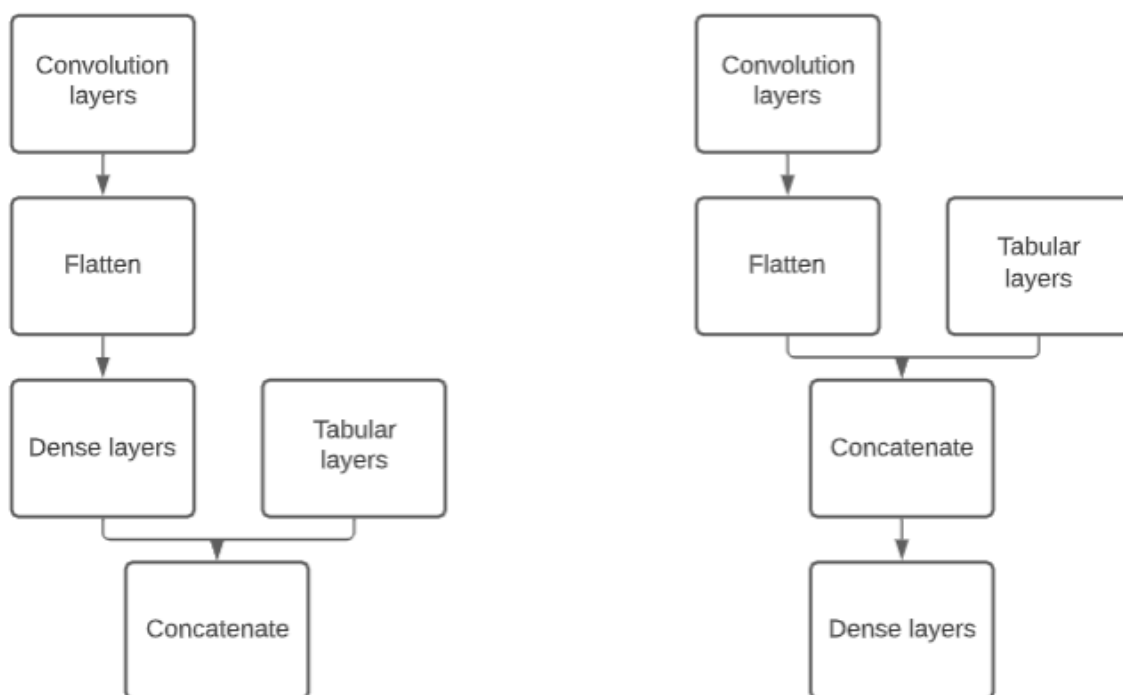 Convolution
layers
Flatten
Dense layers
Tabular
layers
Concatenate
Convolution
layers
Flatten
Tabular
layers
Concatenate
Dense layers